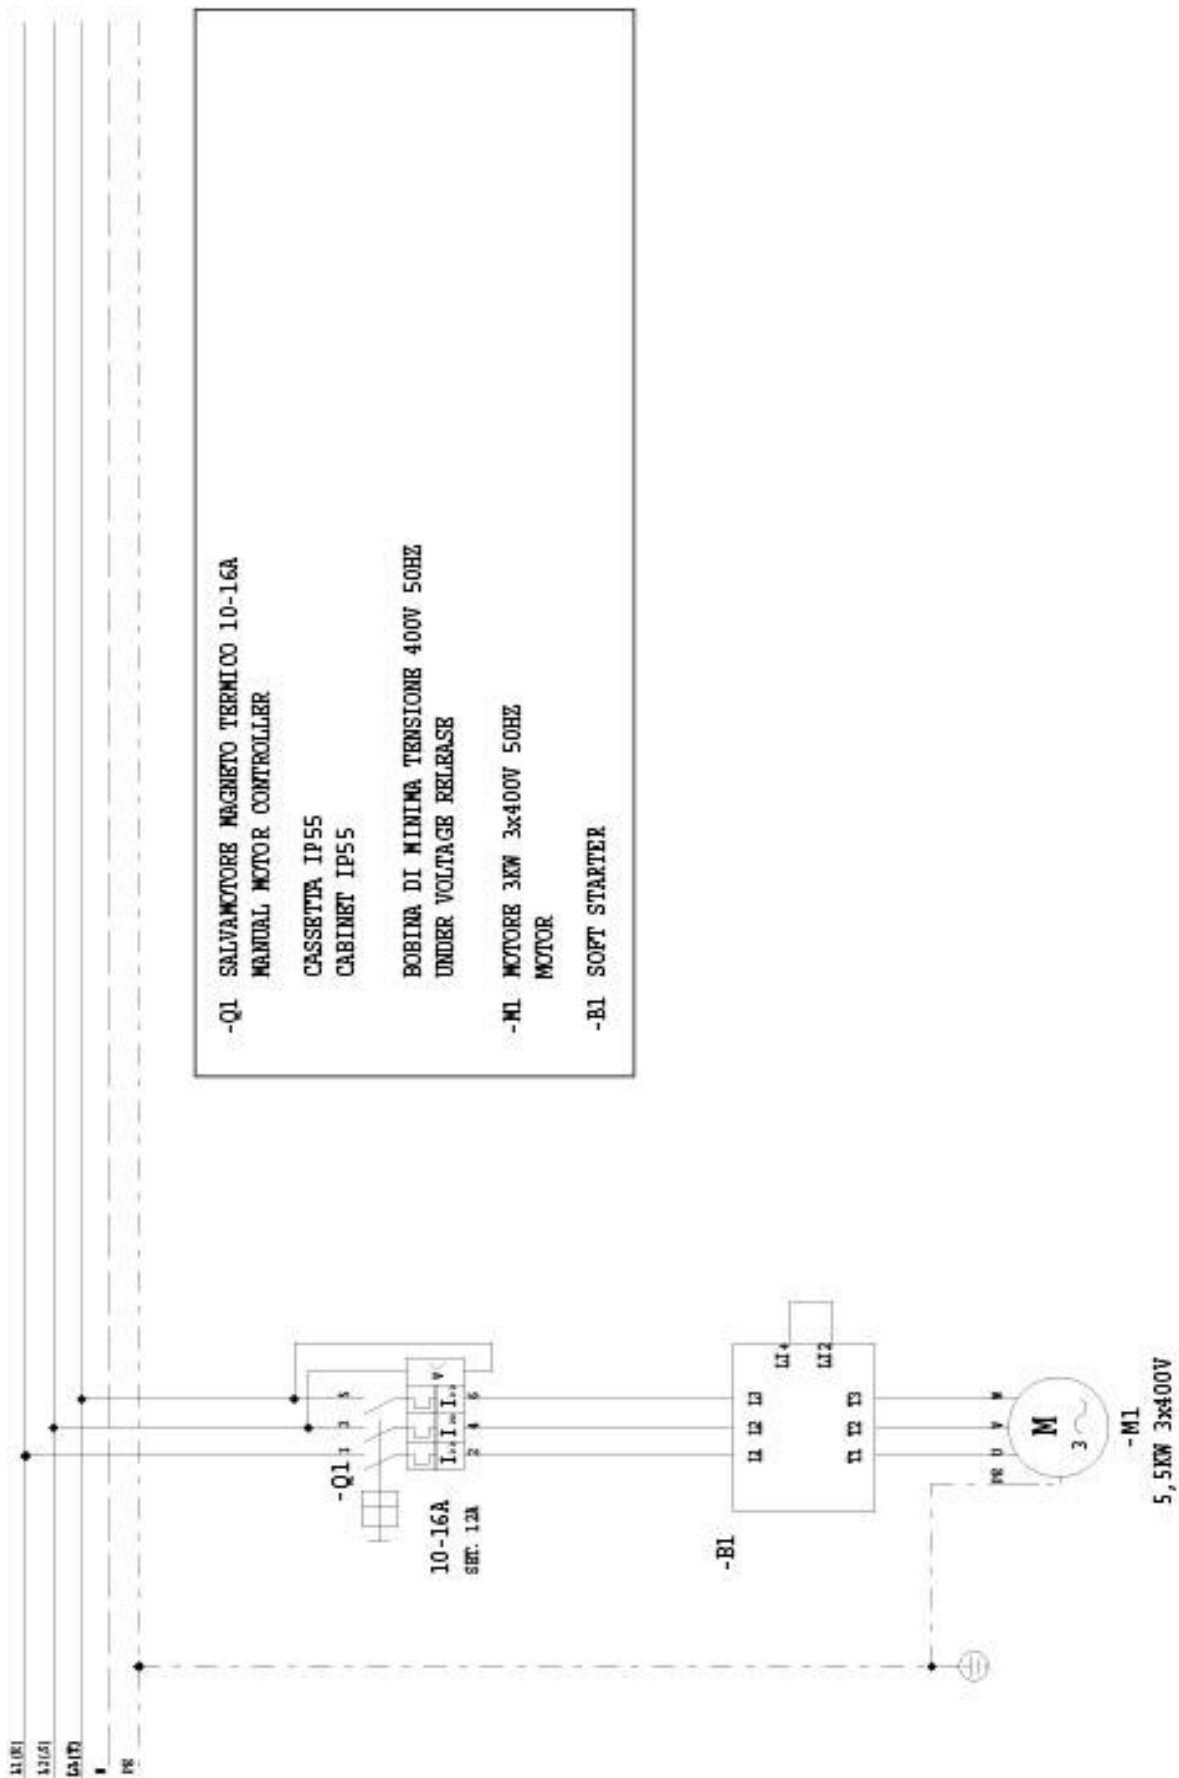 L1(R)
L2(S)
L3(T)
N
PE
-Q1
1
3
5
U<
I>>
I>>
I>>
2
4
6
10-16A
SET. 12A
-B1
L1
L2
L3
LI+
LI2
T1
T2
T3
PE
U
V
W
M
3
-M1
5,5KW 3x400V
-Q1 SALVAMOTORE MAGNETO TERMICO 10-16A
MANUAL MOTOR CONTROLLER
CASSETTA IP55
CABINET IP55
BOBINA DI MINIMA TENSIONE 400V 50HZ
UNDER VOLTAGE RELEASE
-M1 MOTORE 3KW 3x400V 50HZ
MOTOR
-B1 SOFT STARTER